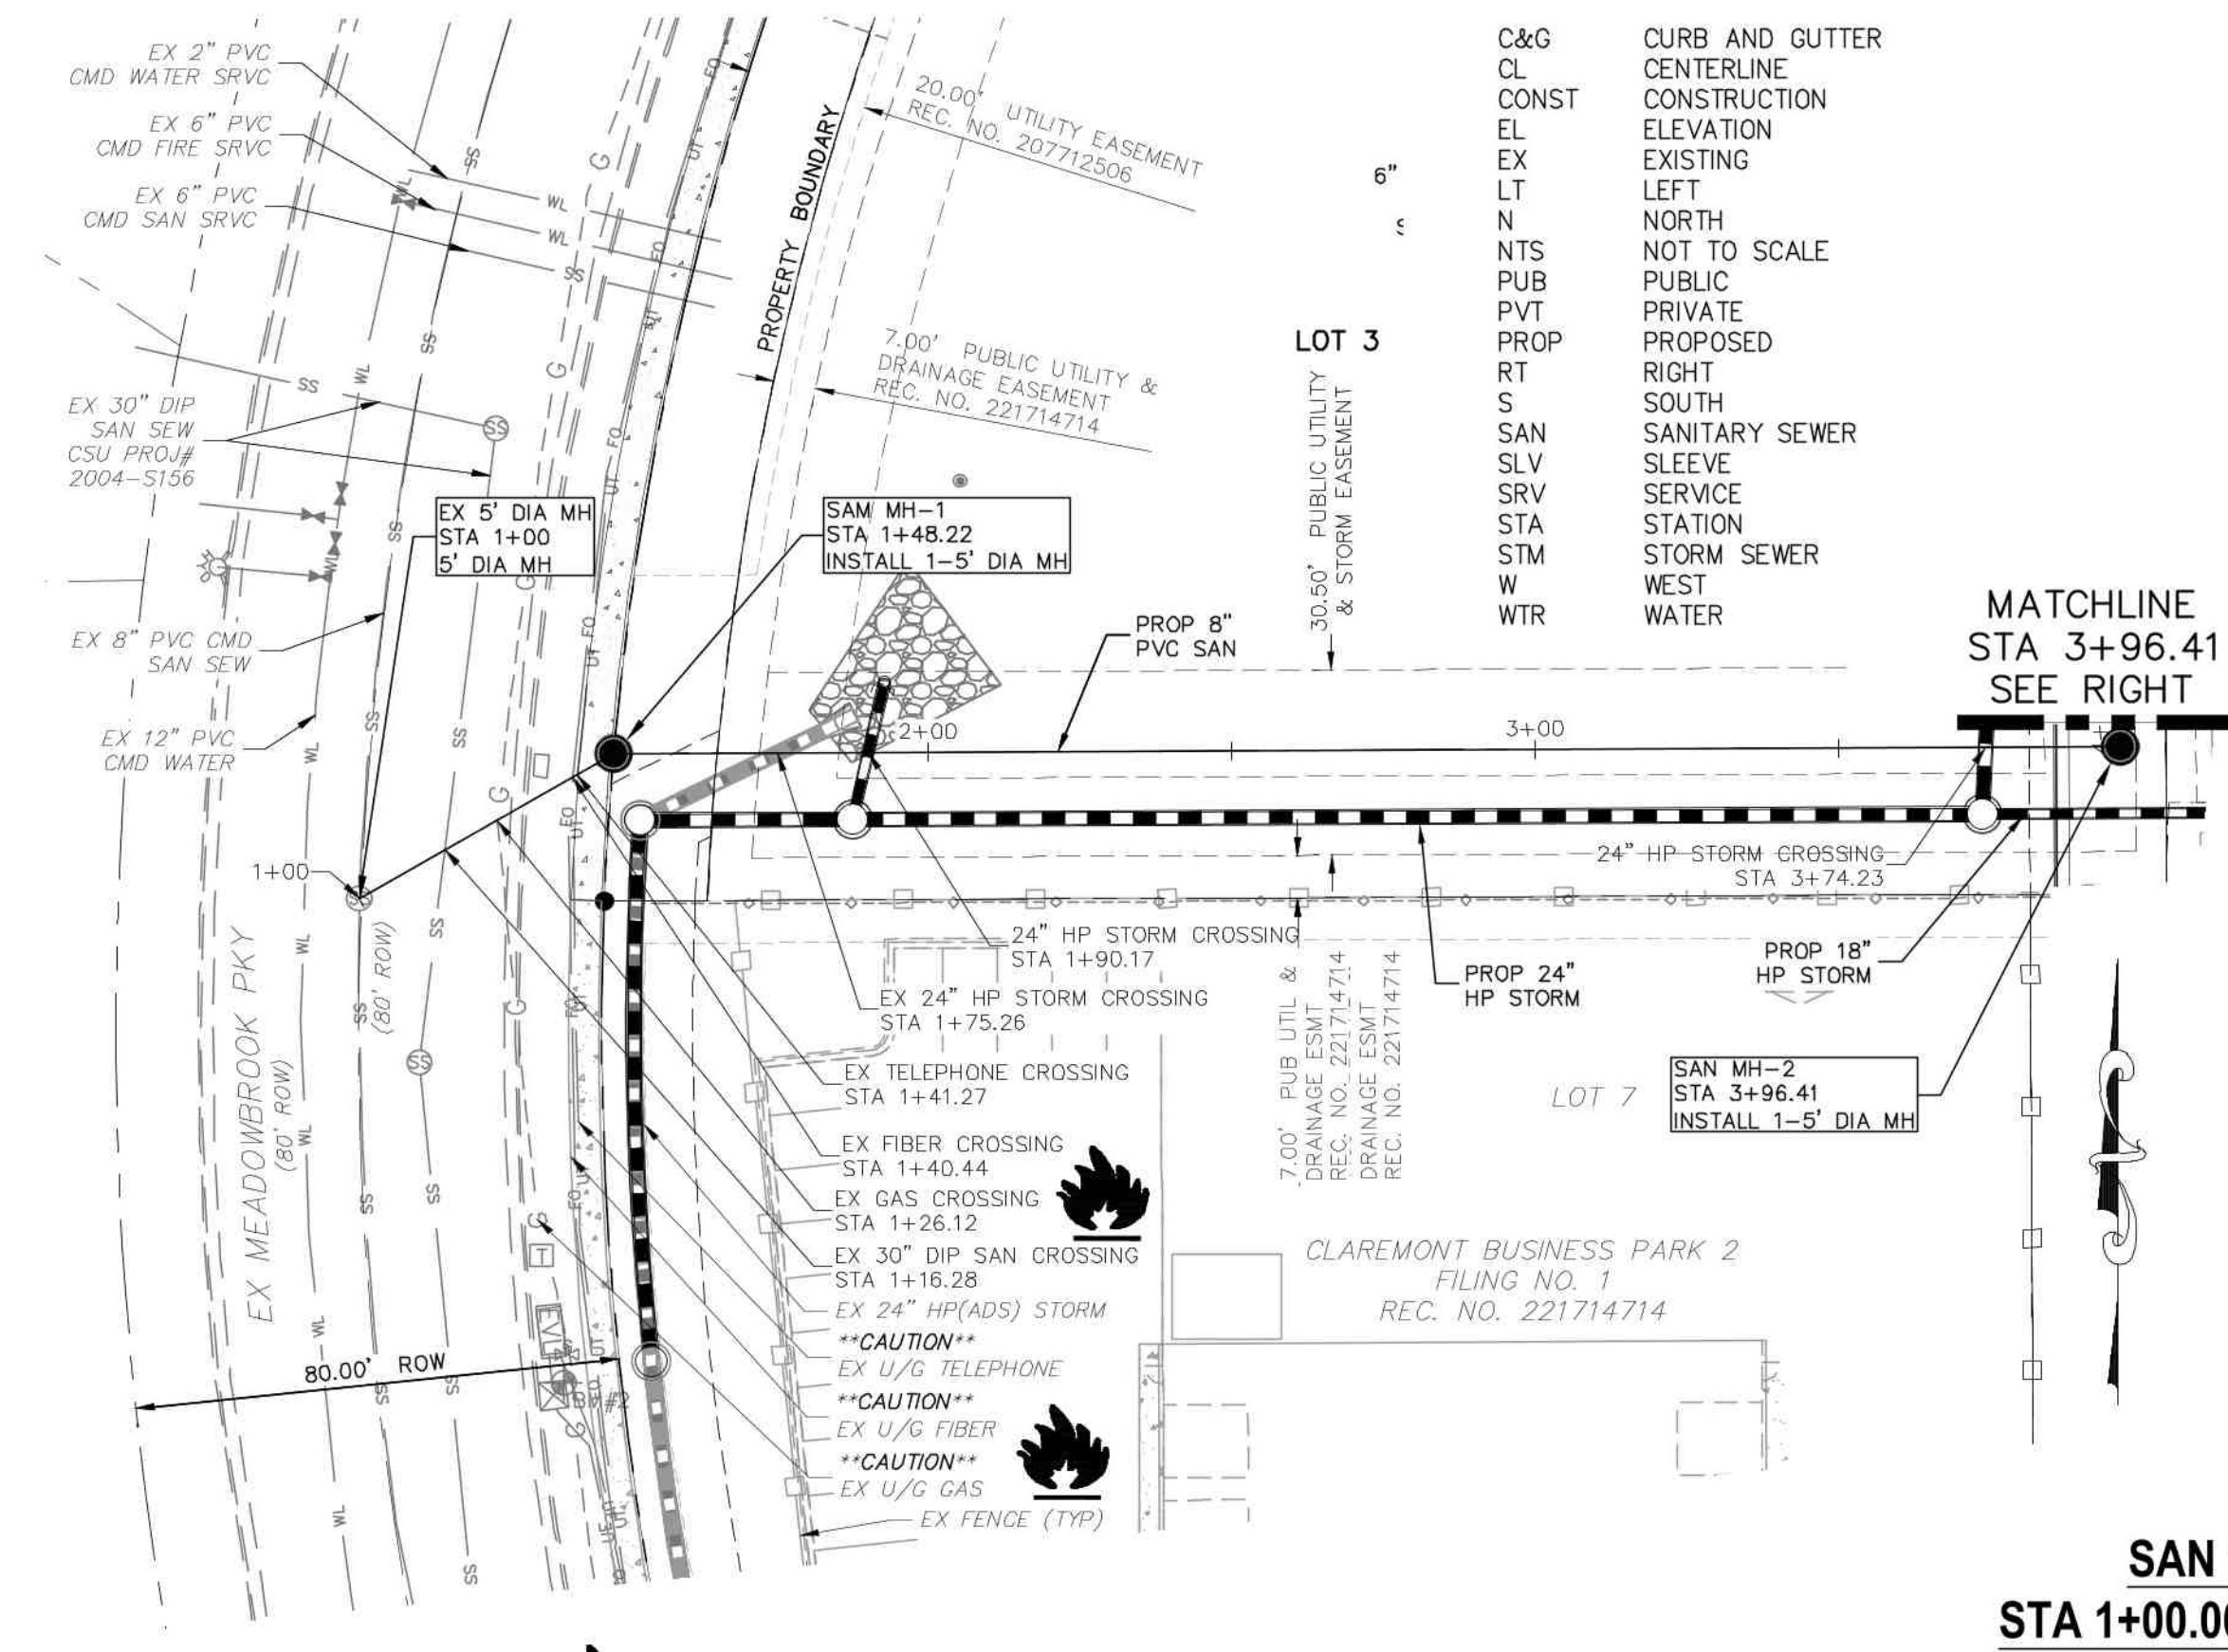 EX 2" PVC
CMD WATER SRVC
EX 6" PVC
CMD FIRE SRVC
EX 6" PVC
CMD SAN SRVC
EX 30" DIP
SAN SEW
CSU PROJ#
2004-S156
EX 8" PVC CMD
SAN SEW
EX 12" PVC
CMD WATER
EX 5' DIA MH
STA 1+00
5' DIA MH
1+00
EX MEADOWBROOK PKY
(80' ROW)
(80' ROW)
80.00' ROW
PROPERTY BOUNDARY
20.00' UTILITY EASEMENT
REC. NO. 207712506
7.00' PUBLIC UTILITY &
DRAINAGE EASEMENT
REC. NO. 221714714
SAM MH-1
STA 1+48.22
INSTALL 1-5' DIA MH
LOT 3
30.50' PUBLIC UTILITY
& STORM EASEMENT
6"
C&G CURB AND GUTTER
CL CENTERLINE
CONST CONSTRUCTION
EL ELEVATION
EX EXISTING
LT LEFT
N NORTH
NTS NOT TO SCALE
PUB PUBLIC
PVT PRIVATE
PROP PROPOSED
RT RIGHT
S SOUTH
SAN SANITARY SEWER
SLV SLEEVE
SRV SERVICE
STA STATION
STM STORM SEWER
W WEST
WTR WATER
MATCHLINE
STA 3+96.41
SEE RIGHT
PROP 8"
PVC SAN
2+00
3+00
24" HP STORM CROSSING
STA 3+74.23
24" HP STORM CROSSING
STA 1+90.17
EX 24" HP STORM CROSSING
STA 1+75.26
EX TELEPHONE CROSSING
STA 1+41.27
EX FIBER CROSSING
STA 1+40.44
EX GAS CROSSING
STA 1+26.12
EX 30" DIP SAN CROSSING
STA 1+16.28
EX 24" HP(ADS) STORM
**CAUTION**
EX U/G TELEPHONE
**CAUTION**
EX U/G FIBER
**CAUTION**
EX U/G GAS
EX FENCE (TYP)
7.00' PUB UTIL &
DRANAGE ESMT
REC. NO. 221714714
DRANAGE ESMT
REC. NO. 221714714
PROP 24"
HP STORM
PROP 18"
HP STORM
LOT 7
SAN MH-2
STA 3+96.41
INSTALL 1-5' DIA MH
CLAREMONT BUSINESS PARK 2
FILING NO. 1
REC. NO. 221714714
SAN
STA 1+00.00